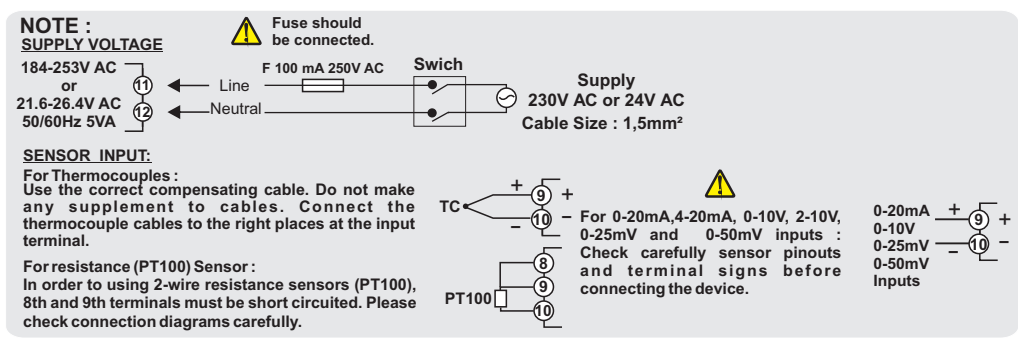 NOTE :
SUPPLY VOLTAGE
Fuse should
be connected.
184-253V AC
or
21.6-26.4V AC
50/60Hz 5VA
11
12
Line
Neutral
F 100 mA 250V AC
Swich
Supply
230V AC or 24V AC
Cable Size : 1,5mm²
SENSOR INPUT:
For Thermocouples :
Use the correct compensating cable. Do not make
any supplement to cables. Connect the
thermocouple cables to the right places at the input
terminal.
For resistance (PT100) Sensor :
In order to using 2-wire resistance sensors (PT100),
8th and 9th terminals must be short circuited. Please
check connection diagrams carefully.
TC
+ 9 +
− 10 −
PT100
8
9
10
For 0-20mA,4-20mA, 0-10V, 2-10V,
0-25mV and 0-50mV inputs :
Check carefully sensor pinouts
and terminal signs before
connecting the device.
0-20mA
0-10V
0-25mV
0-50mV
Inputs
+ 9 +
− 10 −